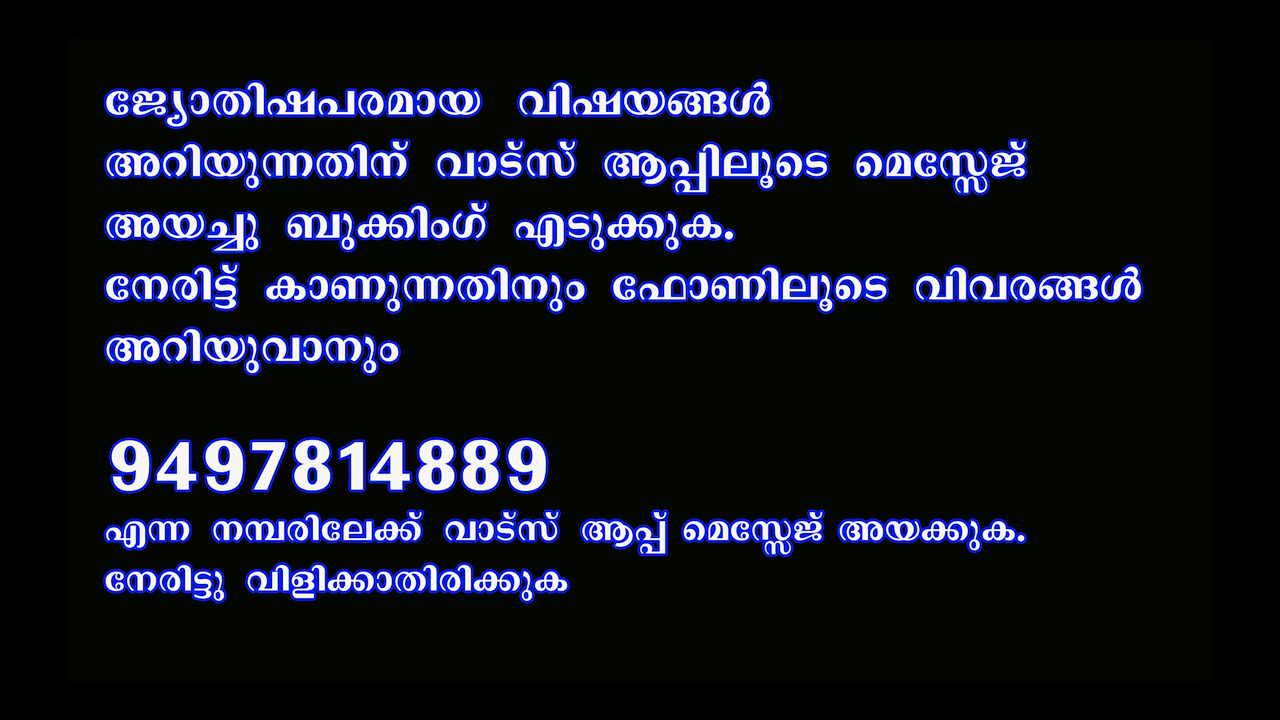 ജ്യോതിഷപരമായ വിഷയങ്ങൾ
അറിയുന്നതിന് വാട്സ് ആപ്പിലൂടെ മെസ്സേജ്
അയച്ചു ബുക്കിംഗ് എടുക്കുക.
നേരിട്ട് കാണുന്നതിനും ഫോണിലൂടെ വിവരങ്ങൾ
അറിയുവാനും
9497814889
എന്ന നമ്പരിലേക്ക് വാട്സ് ആപ്പ് മെസ്സേജ് അയക്കുക.
നേരിട്ടു വിളിക്കാതിരിക്കുക